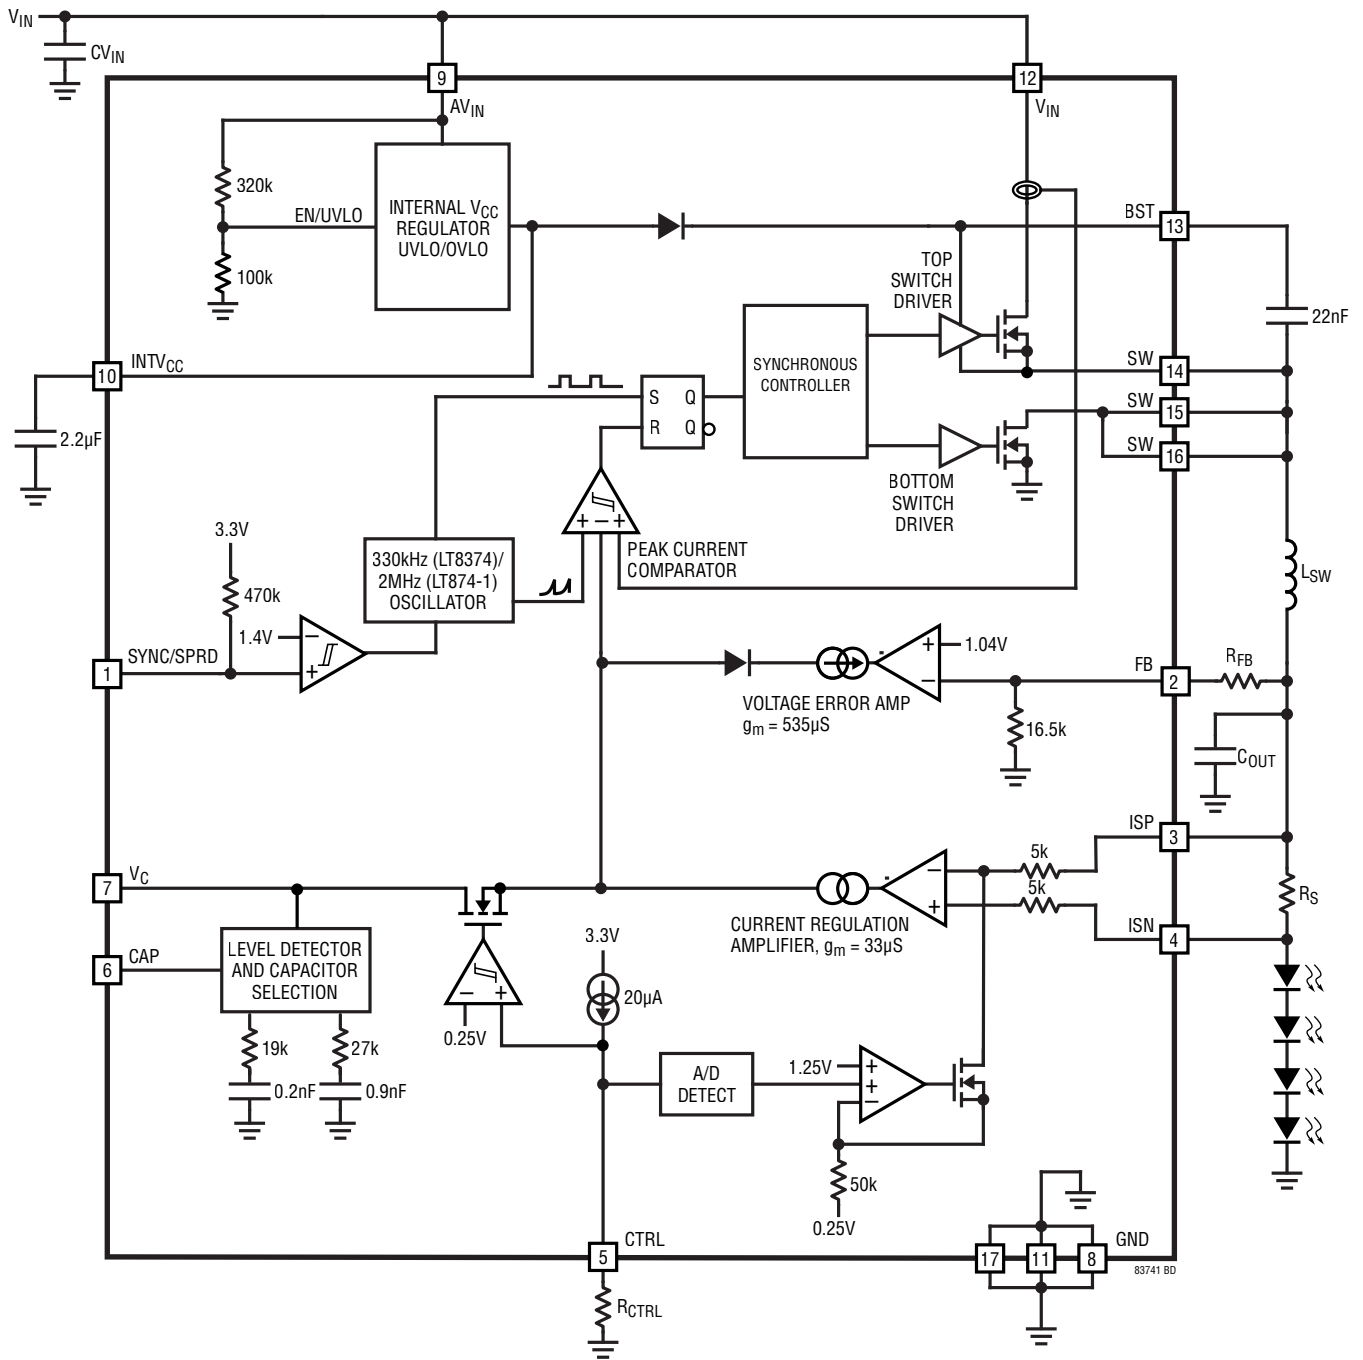 VIN
CVIN
9
12
AVIN
VIN
320k
EN/UVLO
INTERNAL VCC
REGULATOR
UVLO/OVLO
100k
BST
13
TOP
SWITCH
DRIVER
22nF
INTVCC
10
2.2µF
S Q
R Q
SYNCHRONOUS
CONTROLLER
SW
14
SW
15
SW
16
BOTTOM
SWITCH
DRIVER
+ – +
PEAK CURRENT
COMPARATOR
3.3V
470k
330kHz (LT8374)/
2MHz (LT874-1)
OSCILLATOR
LSW
1.4V
–
+
SYNC/SPRD
1
+
1.04V
–
-
VOLTAGE ERROR AMP
gm = 535µS
FB
2
RFB
16.5k
COUT
ISP
3
5k
5k
RS
ISN
4
VC
7
-
–
+
CURRENT REGULATION
AMPLIFIER, gm = 33µS
CAP
6
LEVEL DETECTOR
AND CAPACITOR
SELECTION
– +
0.25V
3.3V
20µA
19k
27k
0.2nF
0.9nF
A/D
DETECT
1.25V
+
+
–
50k
0.25V
CTRL
5
RCTRL
17
11
8
GND
83741 BD